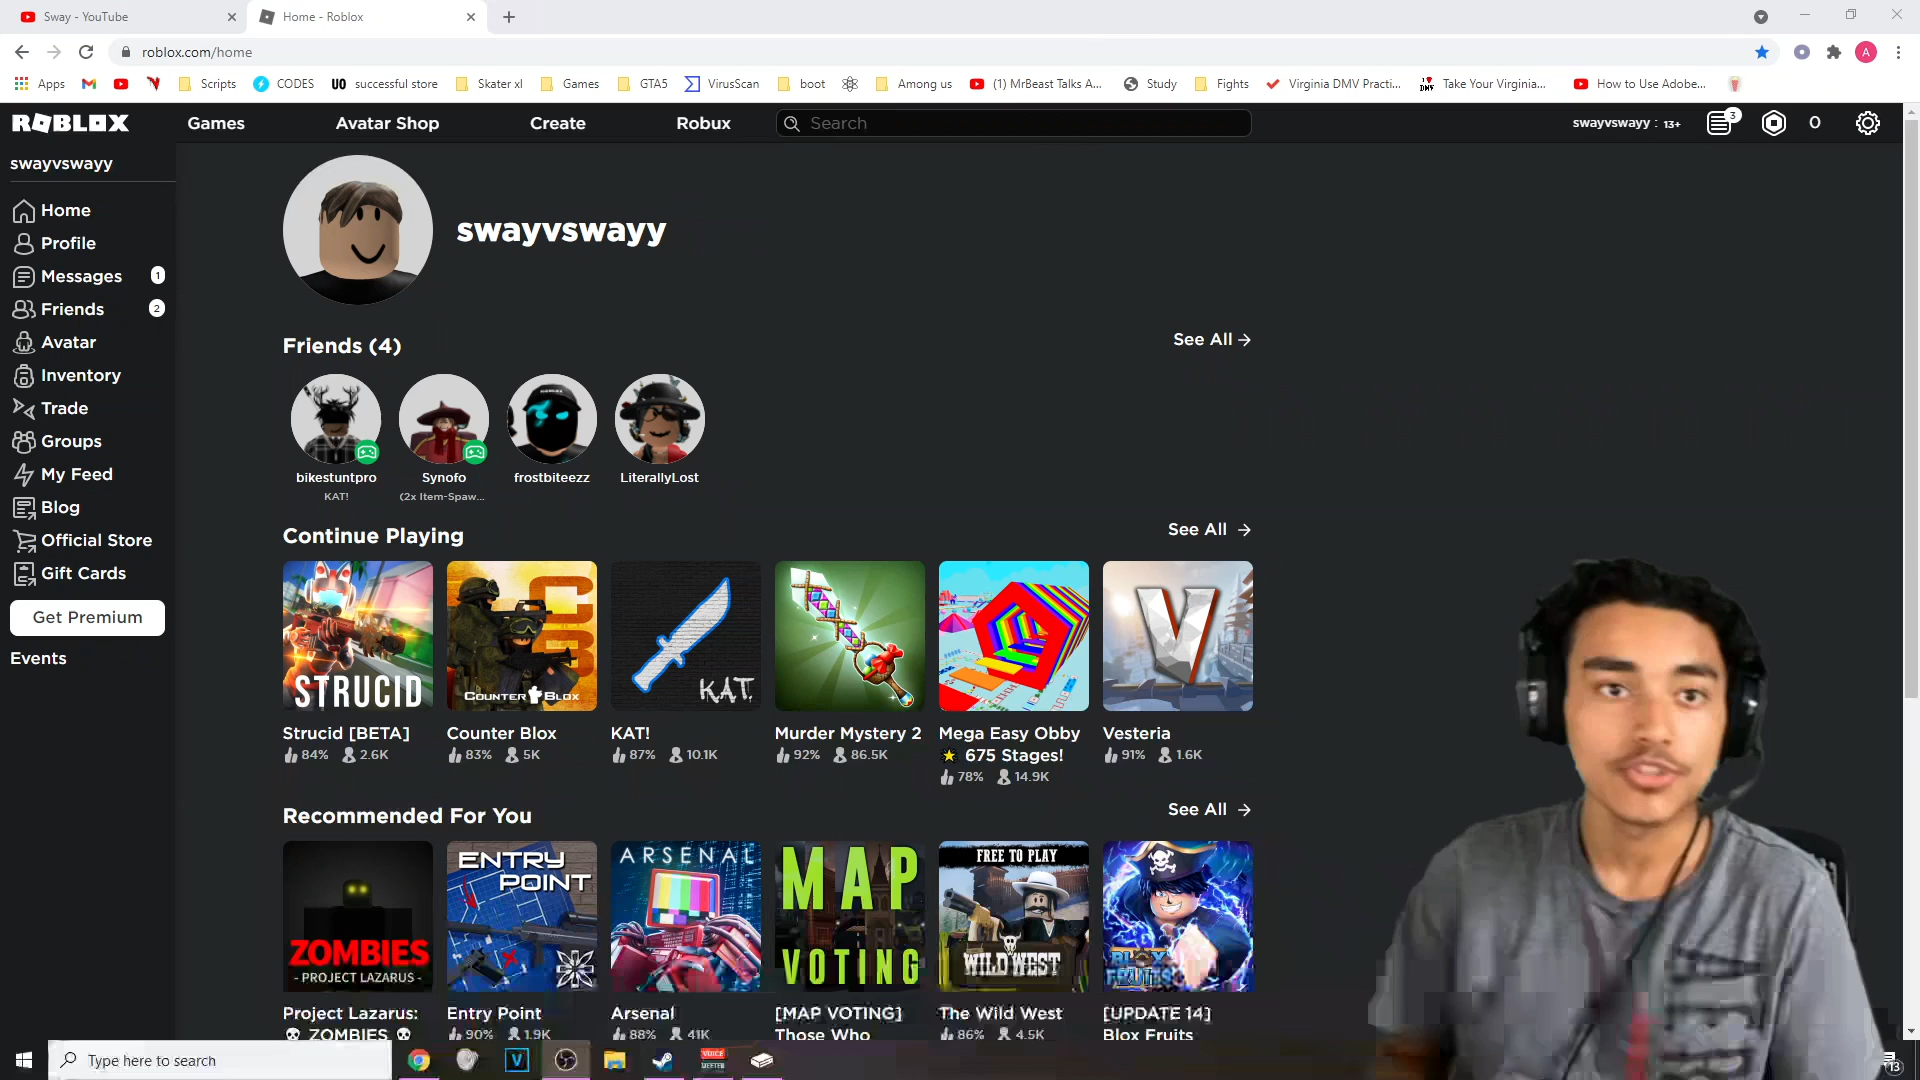 Sway - YouTube
Home - Roblox
roblox.com/home
A
Apps
Scripts
CODES
UO successful store
Skater xl
Games
GTA5
VirusScan
boot
Among us
(1) MrBeast Talks A...
Study
Fights
Virginia DMV Practi...
Take Your Virginia...
How to Use Adobe...
ROBLOX
Games
Avatar Shop
Create
Robux
Search
swayvswayy : 13+
3
0
swayvswayy
Home
Profile
Messages 1
Friends 2
Avatar
Inventory
Trade
Groups
My Feed
Blog
Official Store
Gift Cards
Get Premium
Events
swayvswayy
Friends (4)
See All
bikestuntpro
KAT!
Synofo
(2x Item-Spaw...
frostbiteezz
LiterallyLost
Continue Playing
See All
STRUCID
COUNTER BLOX
KAT.
V
Strucid [BETA]
84% 2.6K
Counter Blox
83% 5K
KAT!
87% 10.1K
Murder Mystery 2
92% 86.5K
Mega Easy Obby
675 Stages!
78% 14.9K
Vesteria
91% 1.6K
Recommended For You
See All
ZOMBIES
- PROJECT LAZARUS -
ENTRY
POINT
ARSENAL
MAP
VOTING
FREE TO PLAY
WILD WEST
BLOX
FRUITS
Project Lazarus:
ZOMBIES
Entry Point
90% 1.9K
Arsenal
88% 41K
[MAP VOTING]
Those Who
The Wild West
86% 4.5K
[UPDATE 14]
Blox Fruits
Type here to search
V
VOICE
MEETER
13